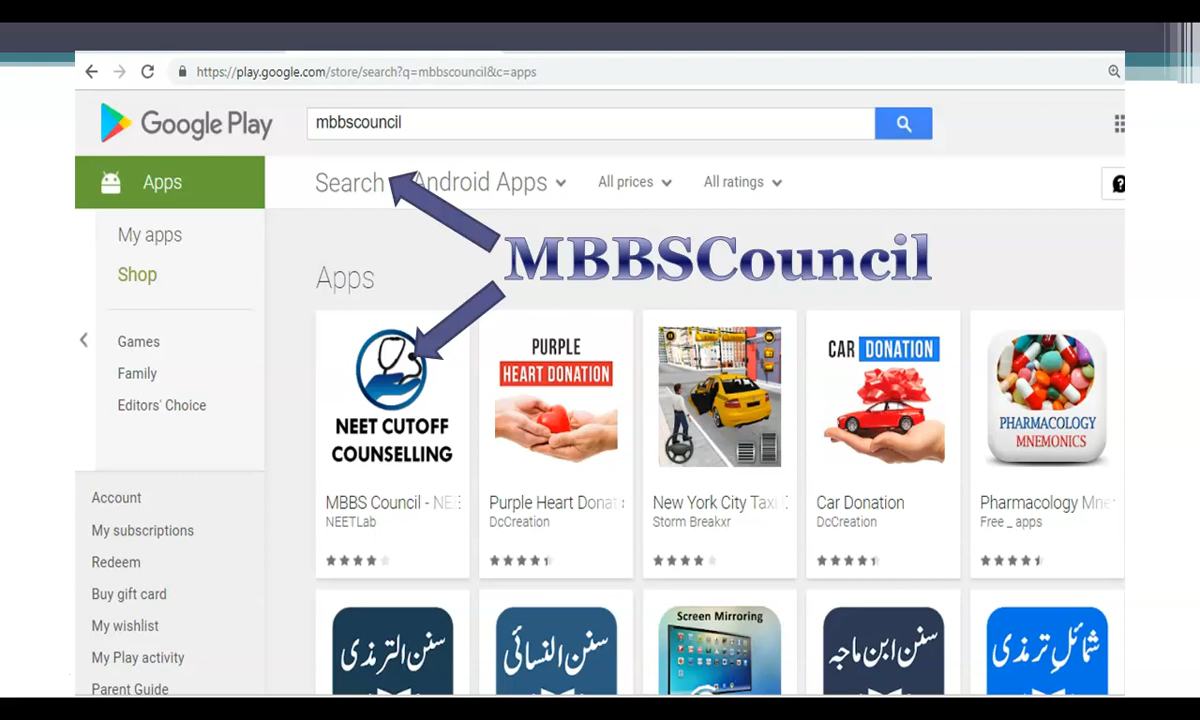 https://play.google.com/store/search?q=mbbscouncil&c=apps
Google Play
mbbscouncil
Apps
Search
Android Apps
All prices
All ratings
My apps
Shop
MBBSCouncil
Apps
Games
Family
Editors' Choice
NEET CUTOFF
COUNSELLING
MBBS Council - NEE
NEETLab
PURPLE
HEART DONATION
Purple Heart Donat
DcCreation
New York City Taxi
Storm Breakxr
CAR DONATION
Car Donation
DcCreation
PHARMACOLOGY
MNEMONICS
Pharmacology Mne
Free _ apps
Account
My subscriptions
Redeem
Buy gift card
My wishlist
My Play activity
Parent Guide
سنن الترمذی
سنن النسائی
Screen Mirroring
سنن ابن ماجہ
شمائلِ ترمذی